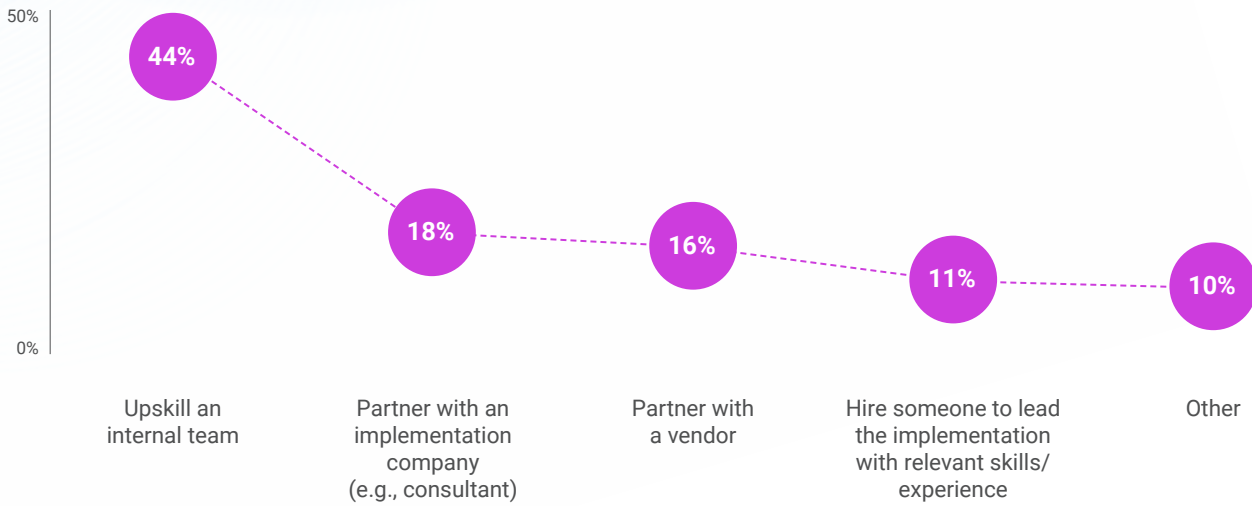 50%
44%
18%
16%
11%
10%
0%
Upskill an
internal team
Partner with an
implementation
company
(e.g., consultant)
Partner with
a vendor
Hire someone to lead
the implementation
with relevant skills/
experience
Other